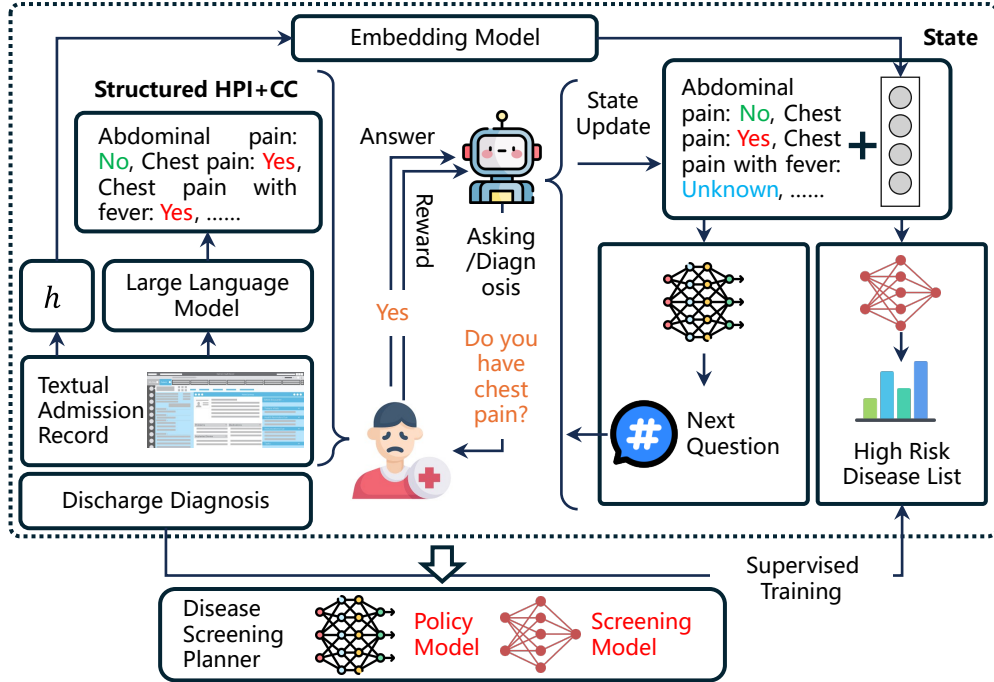 Embedding Model
State
Structured HPI+CC
Abdominal pain:
No, Chest pain: Yes,
Chest pain with
fever: Yes, ......
Answer
Reward
Asking
/Diagn
osis
State
Update
Abdominal
pain: No, Chest
pain: Yes, Chest
pain with fever:
Unknown, ......
+
h
Large Language
Model
Yes
Do you
have
chest
pain?
Textual
Admission
Record
#
Next
Question
High Risk
Disease List
Discharge Diagnosis
Supervised
Training
Disease
Screening
Planner
Policy
Model
Screening
Model